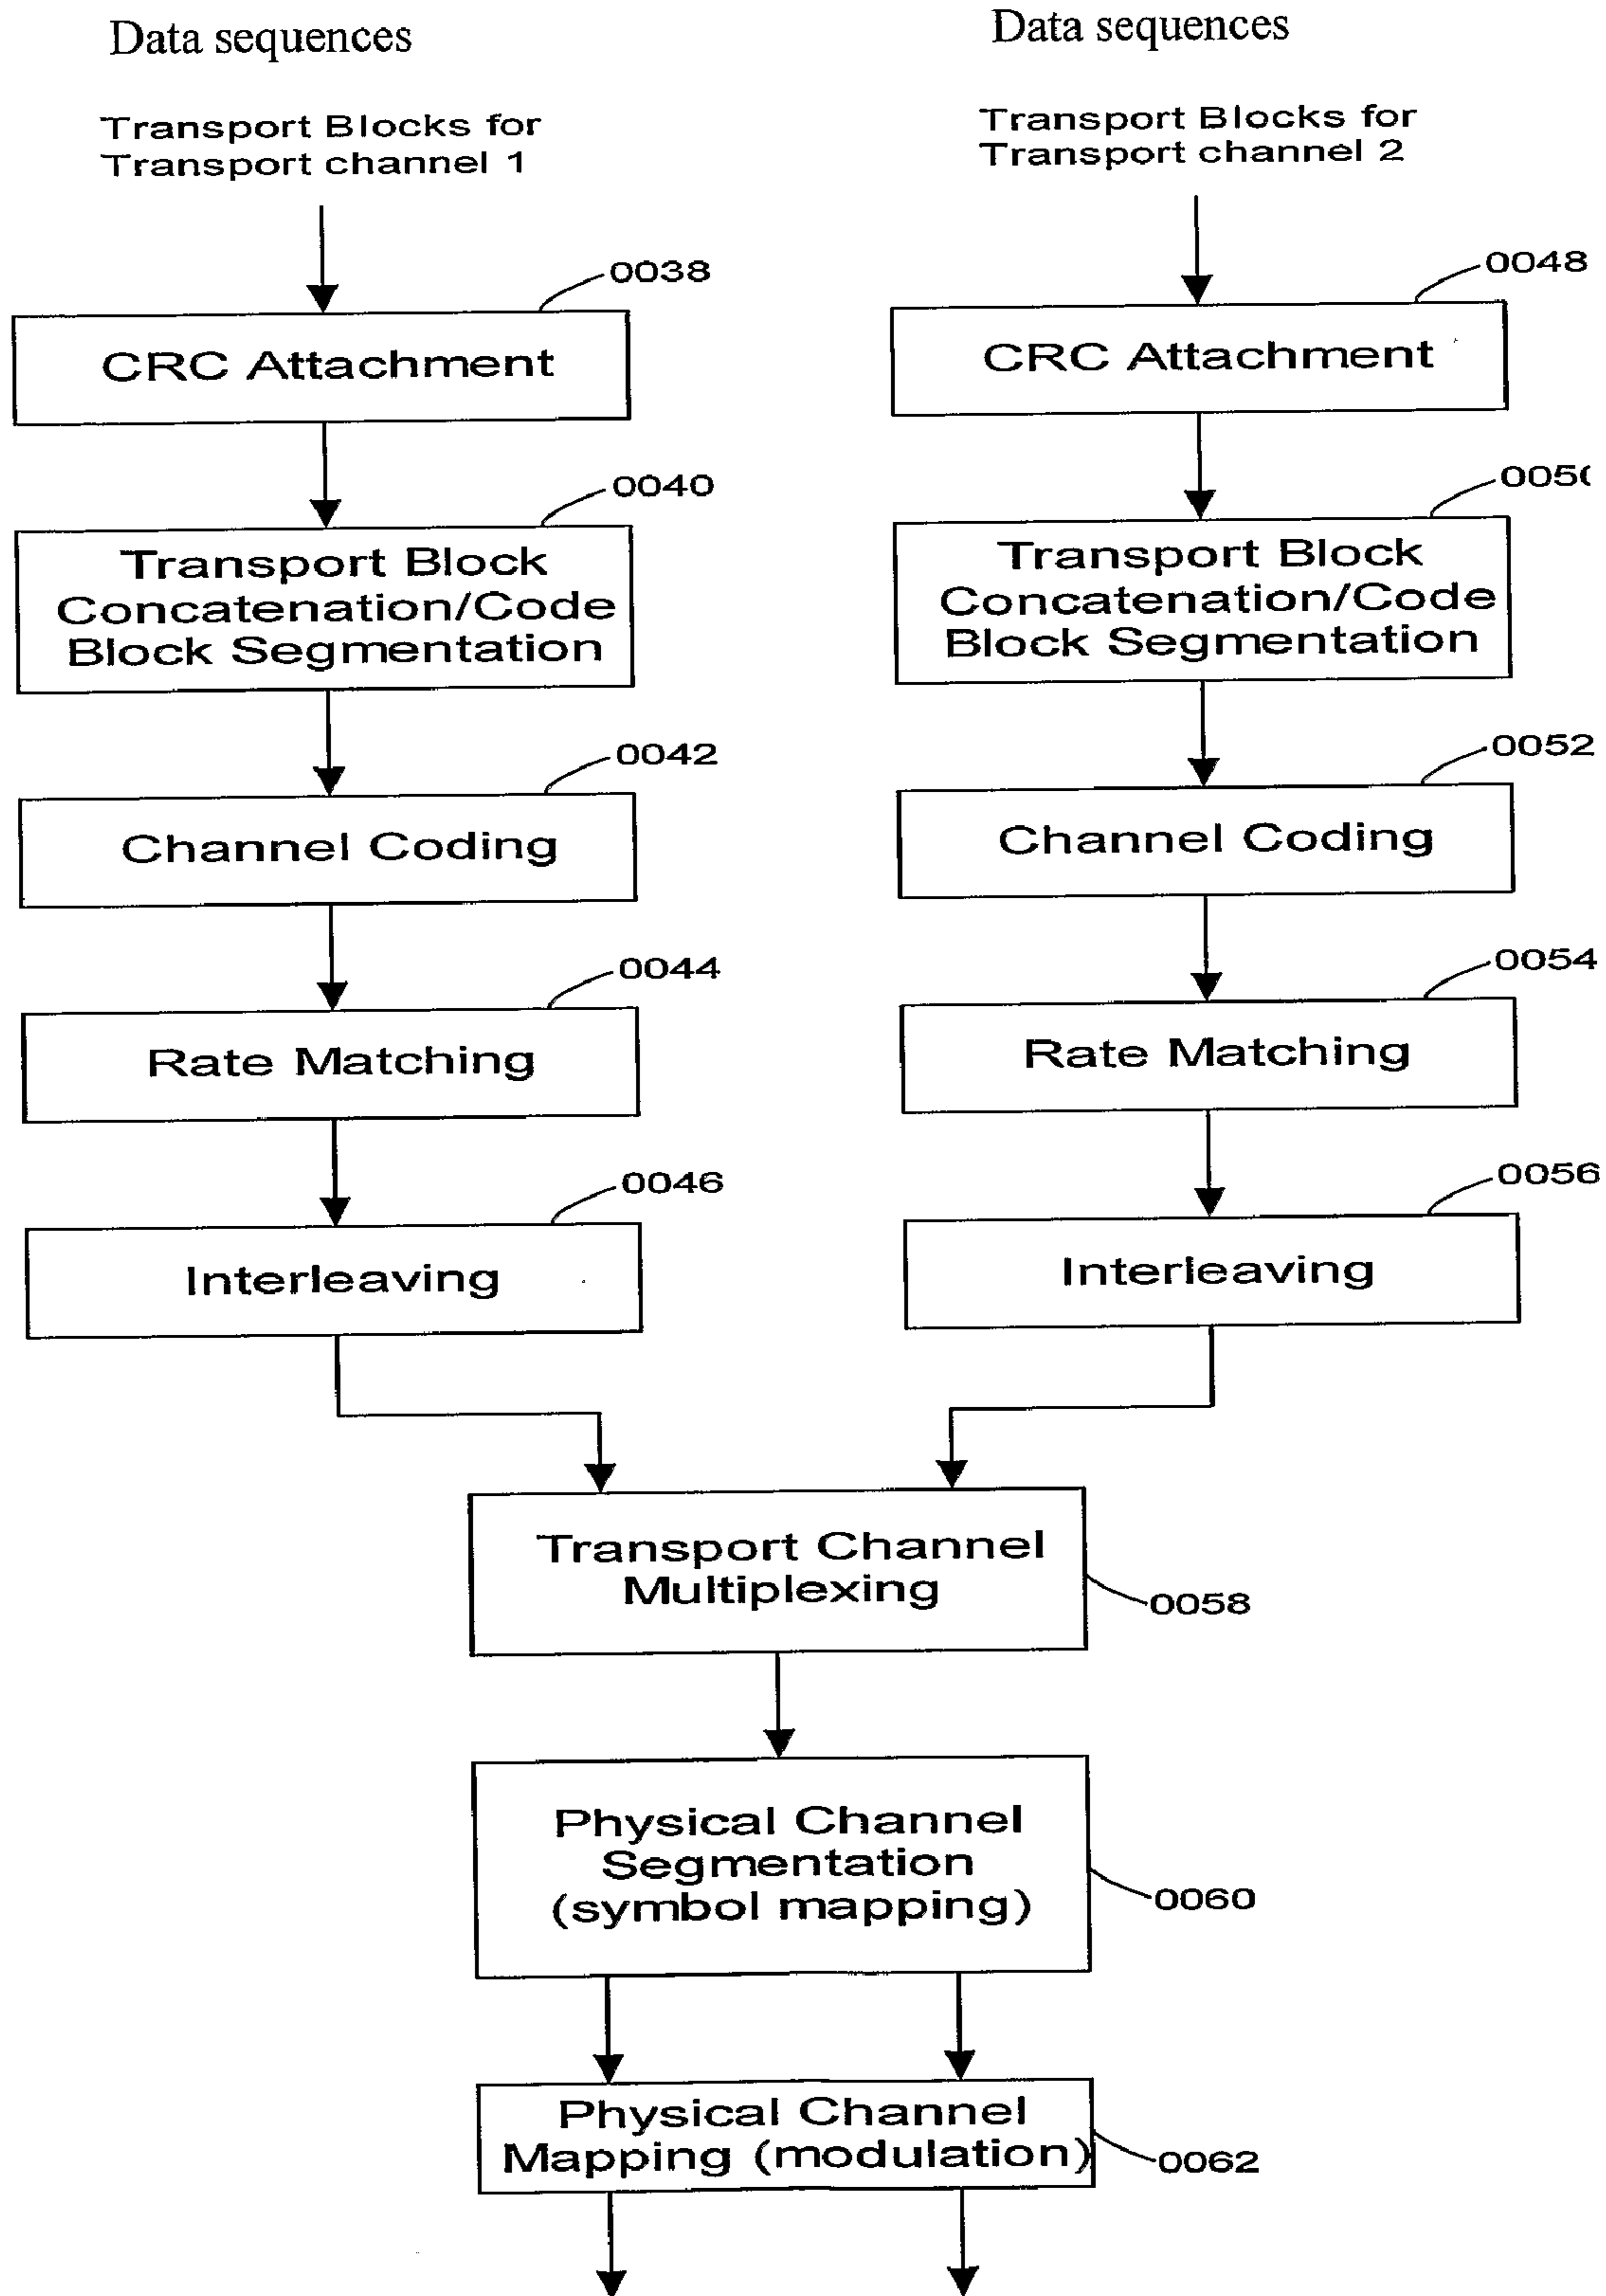 Data sequences
Transport Blocks for
Transport channel 1
0038
CRC Attachment
0040
Transport Block
Concatenation/Code
Block Segmentation
0042
Channel Coding
0044
Rate Matching
0046
Interleaving
Data sequences
Transport Blocks for
Transport channel 2
0048
CRC Attachment
Transport Block
Concatenation/Code
Block Segmentation
0052
Channel Coding
0054
Rate Matching
0056
Interleaving
Transport Channel
Multiplexing
0058
Physical Channel
Segmentation
(symbol mapping)
0060
Physical Channel
Mapping (modulation)
0062